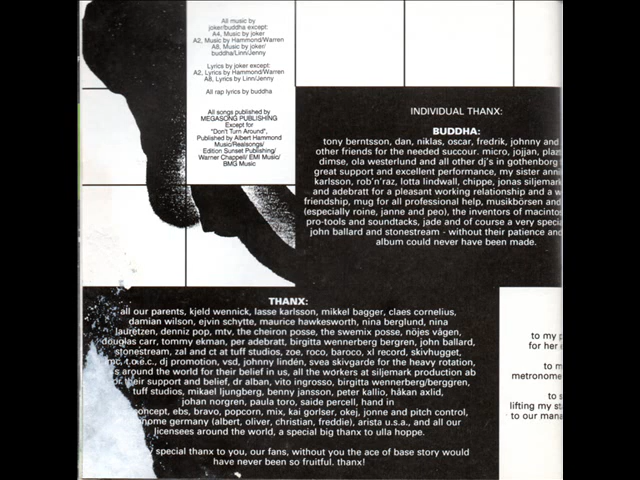 All music by
joker/buddha except:
A4, Music by joker
A2, Music by Hammond/Warren
A8, Music by joker/
buddha/Linn/Jenny
Lyrics by joker except:
A2, Lyrics by Hammond/Warren
A8, Lyrics by Linn/Jenny
All rap lyrics by buddha
All songs published by
MEGASONG PUBLISHING
Except for
"Don't Turn Around",
Published by Albert Hammond
Music/Realsongs/
Edition Sunset Publishing/
Warner Chappell/ EMI Music/
BMG Music
INDIVIDUAL THANX:
BUDDHA:
tony berntsson, dan, niklas, oscar, fredrik, johnny and
other friends for the needed succour. micro, jojjan,
dimse, ola westerlund and all other dj's in gothenborg
great support and excellent performance, my sister
karlsson, rob'n'raz, lotta lindwall, chippe, jonas
and adebratt for a pleasant working relationship and a
friendship, mug for all professional help, musikbörsen and
(especially roine, janne and peo), the inventors of
pro-tools and soundtacks, jade and of course a very
john ballard and stonestream - without their patience and
album could never have been made.
THANX:
all our parents, kjeld wennick, lasse karlsson, mikkel bagger, claes cornelius,
damian wilson, ejvin schytte, maurice hawkesworth, nina berglund, nina
lauretzen, denniz pop, mtv, the cheiron posse, the swemix posse, nöjes vågen,
douglas carr, tommy ekman, per adebratt, birgitta wennerberg bergren, john ballard,
stonestream, zal and ct at tuff studios, zoe, roco, baroco, xl record, skivhugget,
r.o.e.c., dj promotion, vsd, johnny lindén, svea skivgarde for the heavy rotation,
around the world for their belief in us, all the workers at siljemark production ab
their support and belief, dr alban, vito ingrosso, birgitta wennerberg/berggren,
tuff studios, mikael ljungberg, benny jansson, peter kallio, håkan axlid,
johan norgren, paula toro, saide percell, hand in
concept, ebs, bravo, popcorn, mix, kai gorlser, okej, jonne and pitch control,
germany (albert, oliver, christian, freddie), arista u.s.a., and all our
licensees around the world, a special big thanx to ulla hoppe.
special thanx to you, our fans, without you the ace of base story would
have never been so fruitful. thanx!
to my
for her
to
metronome
to
lifting my
to our